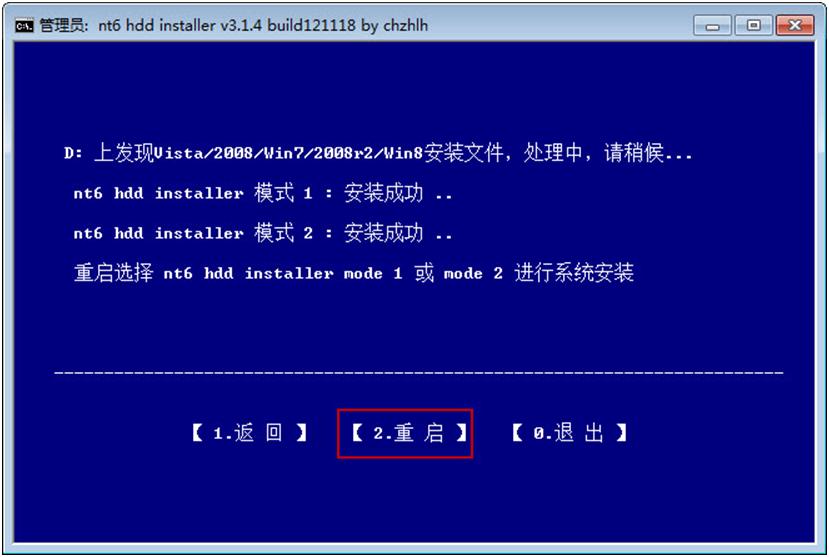 管理员: nt6 hdd installer v3.1.4 build121118 by chzhlh
D: 上发现Vista/2008/Win7/2008r2/Win8安装文件，处理中，请稍候...
nt6 hdd installer 模式 1 : 安装成功 ..
nt6 hdd installer 模式 2 : 安装成功 ..
重启选择 nt6 hdd installer mode 1 或 mode 2 进行系统安装
【 1.返 回 】 【 2.重 启 】 【 0.退 出 】